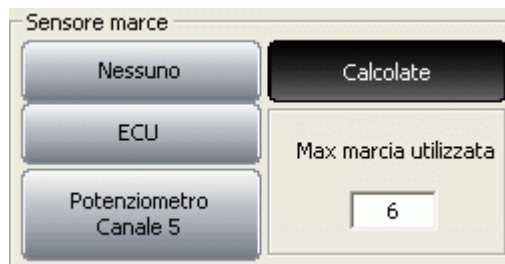 Sensore marce
Nessuno
Calcolate
ECU
Max marcia utilizzata
6
Potenziometro
Canale 5